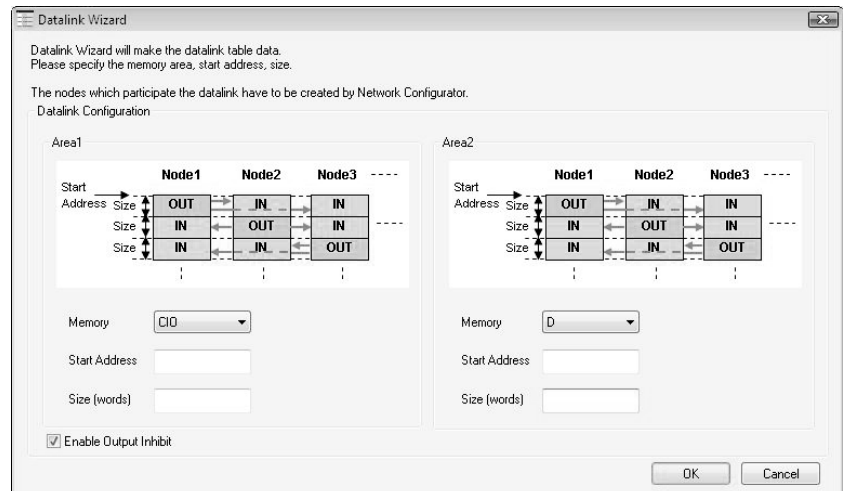 Datalink Wizard
Datalink Wizard will make the datalink table data.
Please specify the memory area, start address, size.
The nodes which participate the datalink have to be created by Network Configurator.
Datalink Configuration
Area1
Node1 Node2 Node3
Start
Address Size OUT IN IN
Size IN OUT IN
Size IN IN OUT
Memory CIO
Start Address
Size (words)
Area2
Node1 Node2 Node3
Start
Address Size OUT IN IN
Size IN OUT IN
Size IN IN OUT
Memory D
Start Address
Size (words)
Enable Output Inhibit
OK Cancel